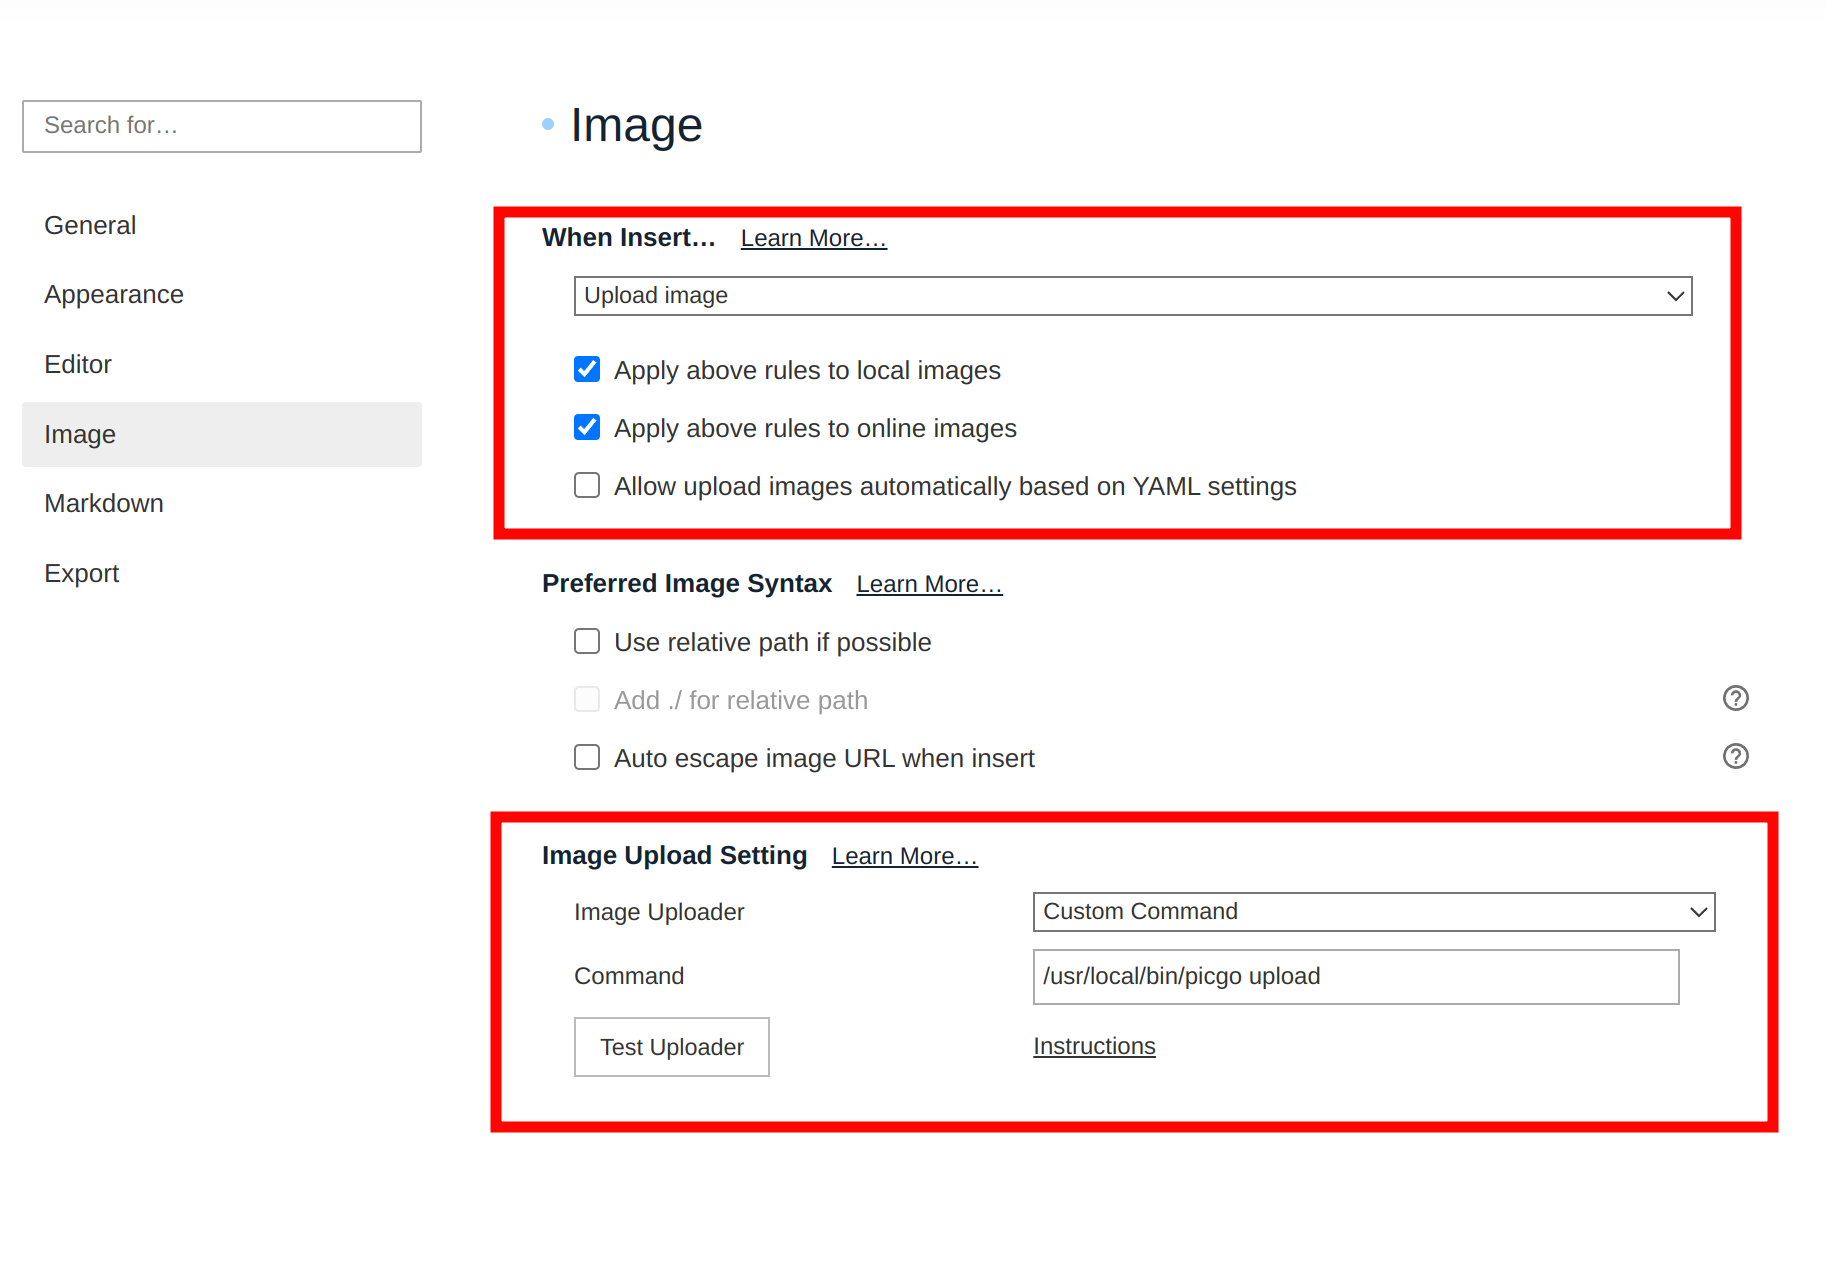 Search for…
General
Appearance
Editor
Image
Markdown
Export
Image
When Insert… Learn More…
Upload image
Apply above rules to local images
Apply above rules to online images
Allow upload images automatically based on YAML settings
Preferred Image Syntax Learn More…
Use relative path if possible
Add ./ for relative path
Auto escape image URL when insert
Image Upload Setting Learn More…
Image Uploader Custom Command
Command /usr/local/bin/picgo upload
Test Uploader Instructions